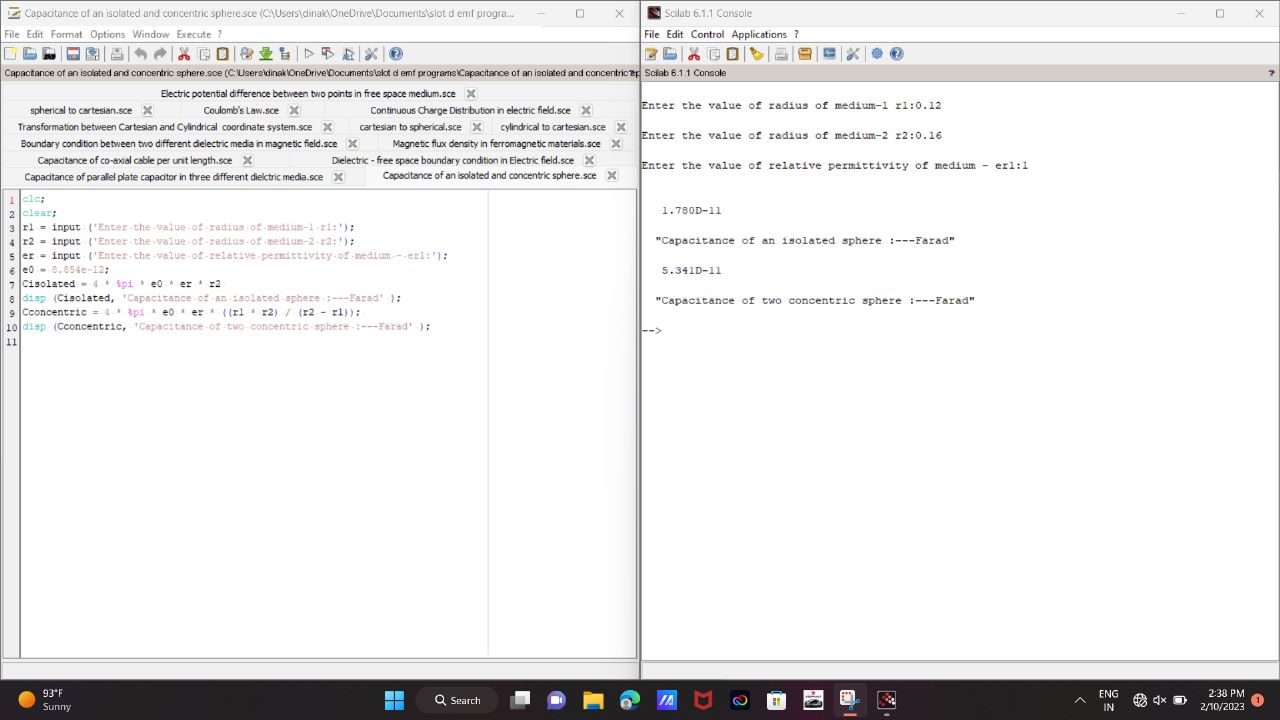 Capacitance of an isolated and concentric sphere.sce (C:\Users\dinak\OneDrive\Documents\slot d emf progra...
File Edit Format Options Window Execute ?
Capacitance of an isolated and concentric sphere.sce (C:\Users\dinak\OneDrive\Documents\slot d emf programs\Capacitance of an isolated and concentric
Electric potential difference between two points in free space medium.sce
spherical to cartesian.sce Coulomb's Law.sce Continuous Charge Distribution in electric field.sce
Transformation between Cartesian and Cylindrical coordinate system.sce cartesian to spherical.sce cylindrical to cartesian.sce
Boundary condition between two different dielectric media in magnetic field.sce Magnetic flux density in ferromagnetic materials.sce
Capacitance of co-axial cable per unit length.sce Dielectric - free space boundary condition in Electric field.sce
Capacitance of parallel plate capacitor in three different dielctric media.sce Capacitance of an isolated and concentric sphere.sce
1 clc;
2 clear;
3 r1 = input ('Enter the value of radius of medium-1 r1:');
4 r2 = input ('Enter the value of radius of medium-2 r2:');
5 er = input ('Enter the value of relative permittivity of medium - er1:');
6 e0 = 8.854e-12;
7 Cisolated = 4 * %pi * e0 * er * r2
8 disp (Cisolated, 'Capacitance of an isolated sphere :---Farad' );
9 Cconcentric = 4 * %pi * e0 * er * ((r1 * r2) / (r2 - r1));
10 disp (Cconcentric, 'Capacitance of two concentric sphere :---Farad' );
11
Scilab 6.1.1 Console
File Edit Control Applications ?
Scilab 6.1.1 Console ?
Enter the value of radius of medium-1 r1:0.12
Enter the value of radius of medium-2 r2:0.16
Enter the value of relative permittivity of medium - er1:1
1.780D-11
"Capacitance of an isolated sphere :---Farad"
5.341D-11
"Capacitance of two concentric sphere :---Farad"
-->
93°F
Sunny
Search
ENG
IN
2:38 PM
2/10/2023
1